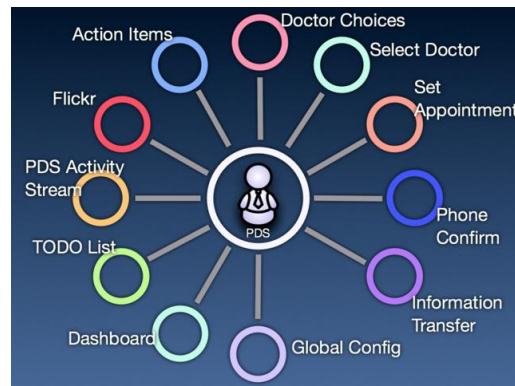 Doctor Choices
Action Items
Select Doctor
Flickr
Set
Appointment
PDS Activity
Stream
PDS
Phone
Confirm
TODO List
Information
Transfer
Dashboard
Global Config